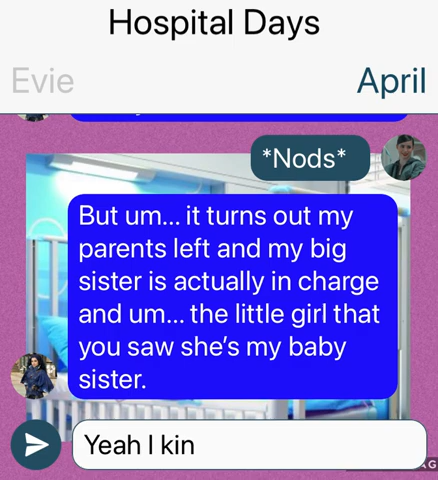 Hospital Days
Evie
April
*Nods*
But um... it turns out my
parents left and my big
sister is actually in charge
and um... the little girl that
you saw she's my baby
sister.
Yeah I kin